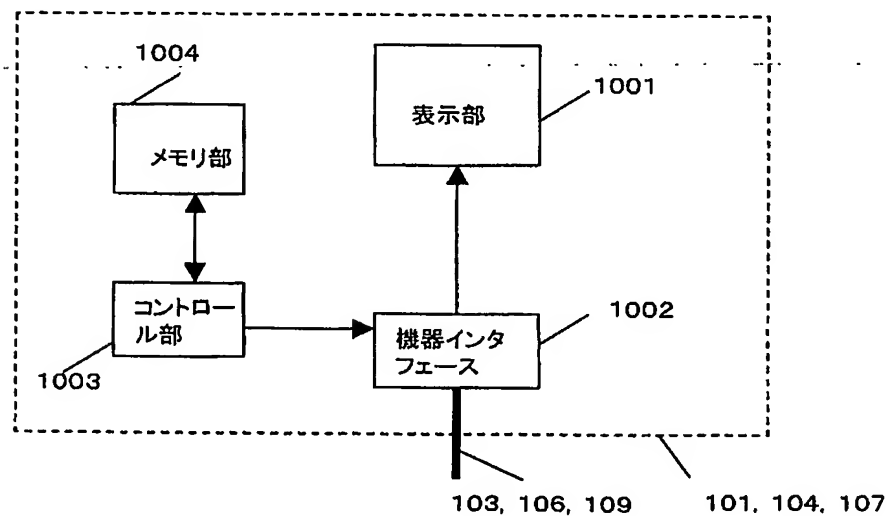 1004
メモリ部
表示部
1001
コントロー
ル部
1003
機器インタ
フェース
1002
103, 106, 109
101, 104, 107